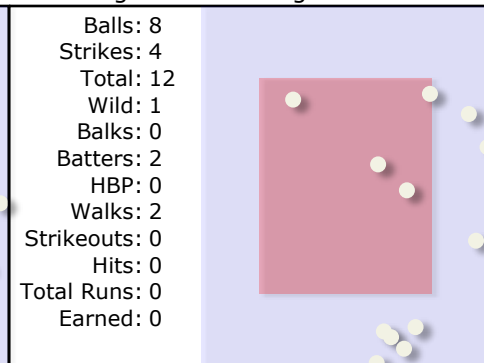 Balls: 8
Strikes: 4
Total: 12
Wild: 1
Balks: 0
Batters: 2
HBP: 0
Walks: 2
Strikeouts: 0
Hits: 0
Total Runs: 0
Earned: 0